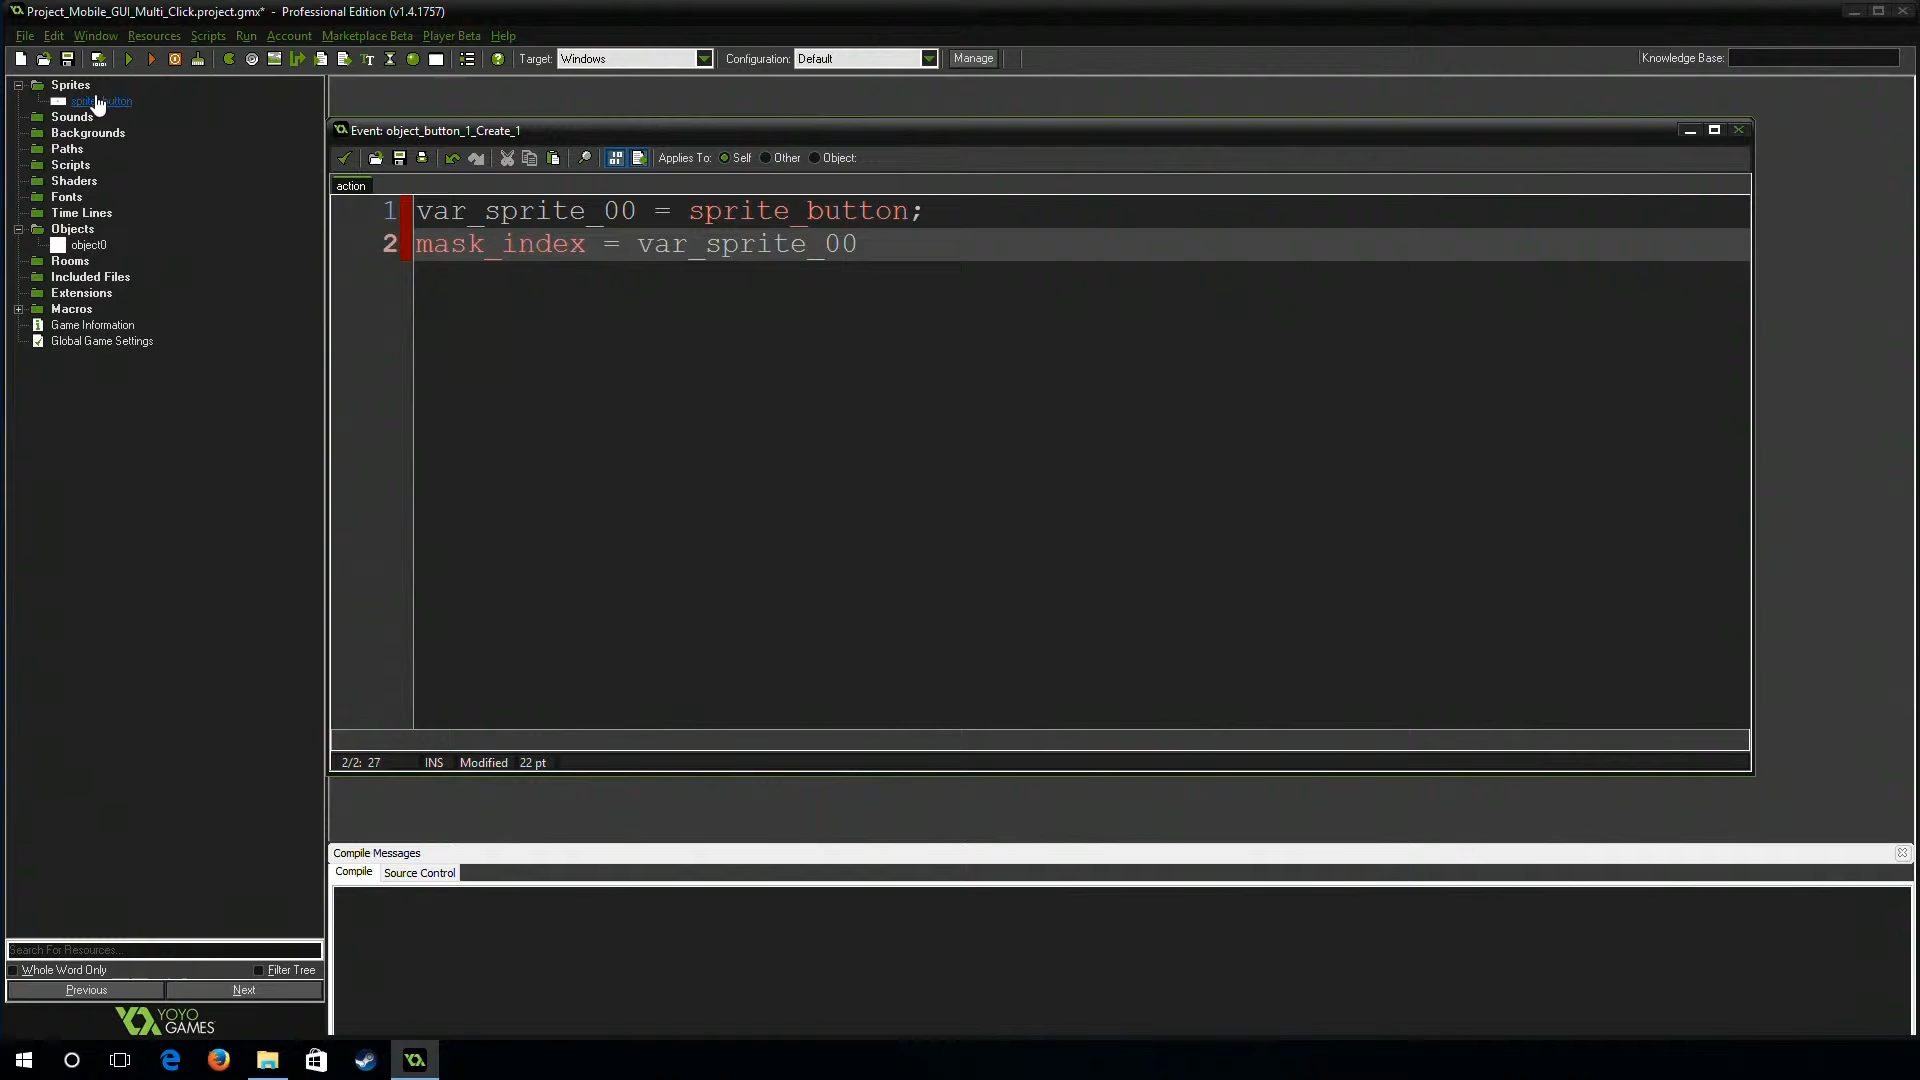 Project_Mobile_GUI_Multi_Click.project.gmx* - Professional Edition (v1.4.1757)
File Edit Window Resources Scripts Run Account Marketplace Beta Player Beta Help
Target: Windows Configuration: Default Manage Knowledge Base:
Sprites
sprite_button
Sounds
Backgrounds
Paths
Scripts
Shaders
Fonts
Time Lines
Objects
object0
Rooms
Included Files
Extensions
Macros
Game Information
Global Game Settings
Event: object_button_1_Create_1
Applies To: Self Other Object:
action
1 var_sprite_00 = sprite_button;
2 mask_index = var_sprite_00
2/2: 27 INS Modified 22 pt
Compile Messages
Compile Source Control
Search For Resources...
Whole Word Only Filter Tree
Previous Next
YOYO
GAMES